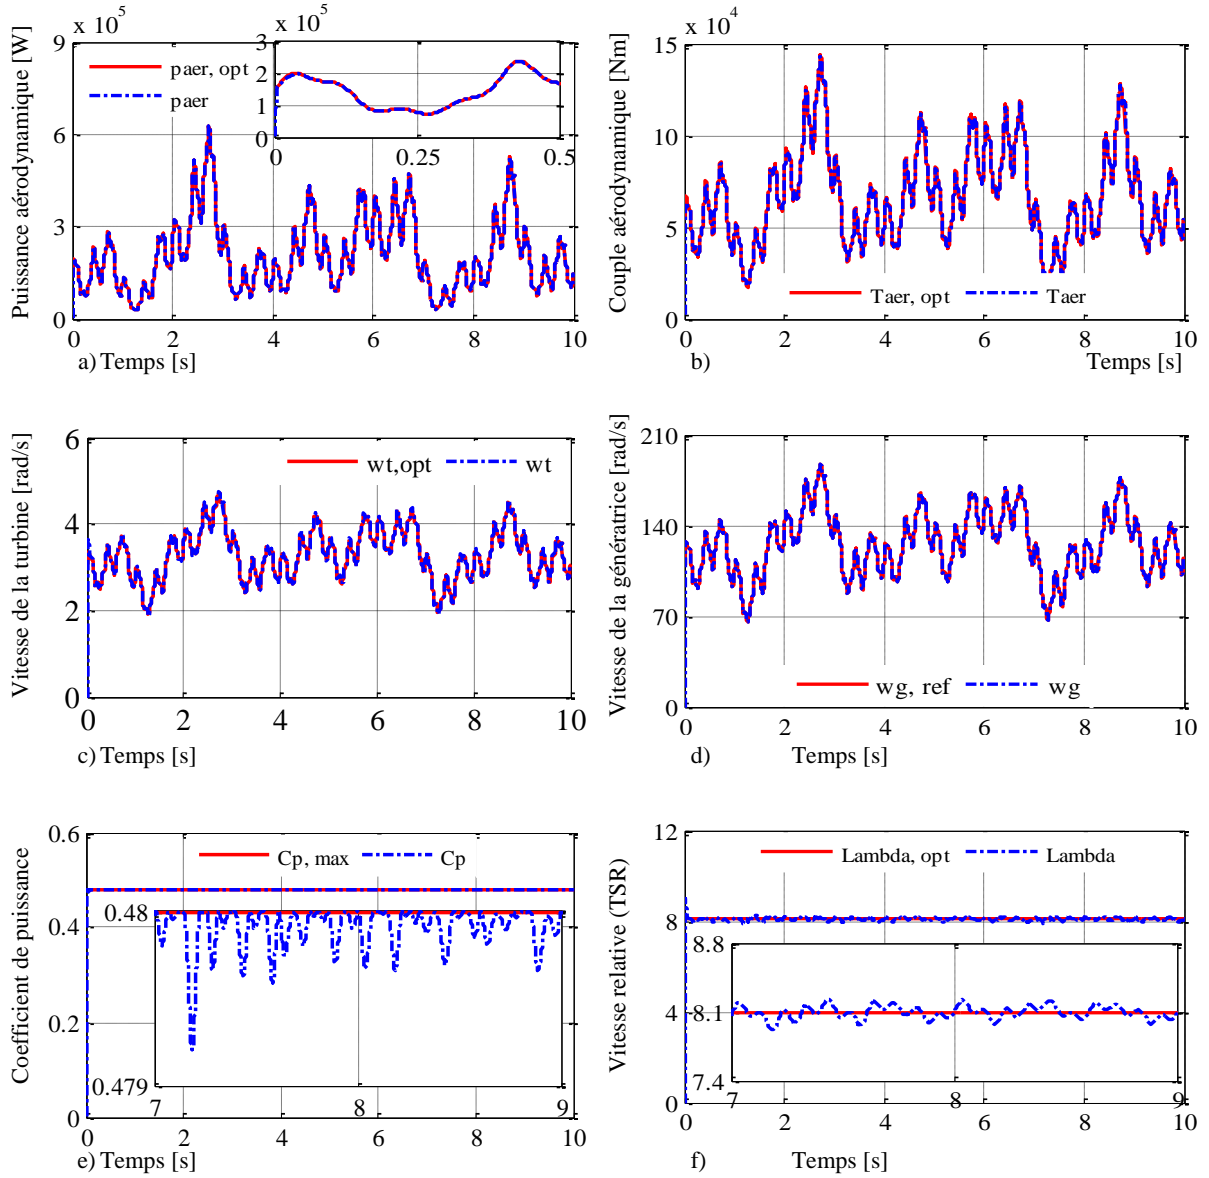 x 10^5
Puissance aérodynamique [W]
9
6
3
0
paer, opt
paer
x 10^5
3
2
1
0
0 0.25 0.5
0 2 4 6 8 10
a) Temps [s]
x 10^4
Couple aérodynamique [Nm]
15
10
5
0
Taer, opt Taer
0 2 4 6 8 10
b) Temps [s]
Vitesse de la turbine [rad/s]
6
4
2
0
wt,opt wt
0 2 4 6 8 10
c) Temps [s]
Vitesse de la génératrice [rad/s]
210
140
70
0
wg, ref wg
0 2 4 6 8 10
d) Temps [s]
Coefficient de puissance
0.6
0.4
0.2
0
Cp, max Cp
0.48
0.479
7 8 9
0 2 4 6 8 10
e) Temps [s]
Vitesse relative (TSR)
12
8
4
0
Lambda, opt Lambda
8.8
8.1
7.4
7 8 9
0 2 4 6 8 10
f) Temps [s]